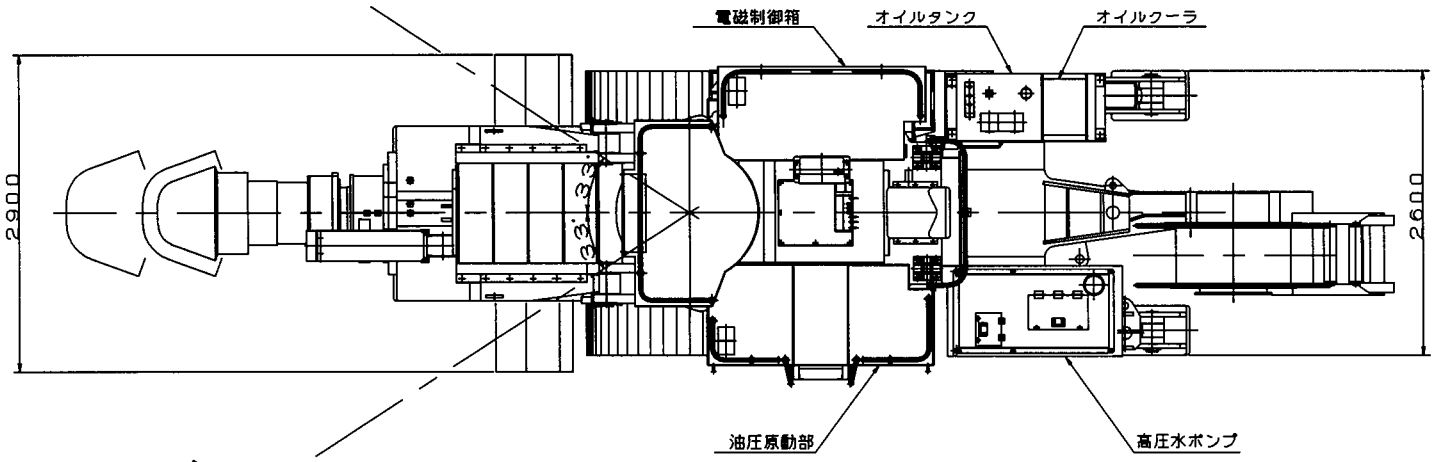 電磁制御箱
オイルタンク
オイルクーラ
2900
33°
33°
2600
油圧原動部
高圧水ポンプ